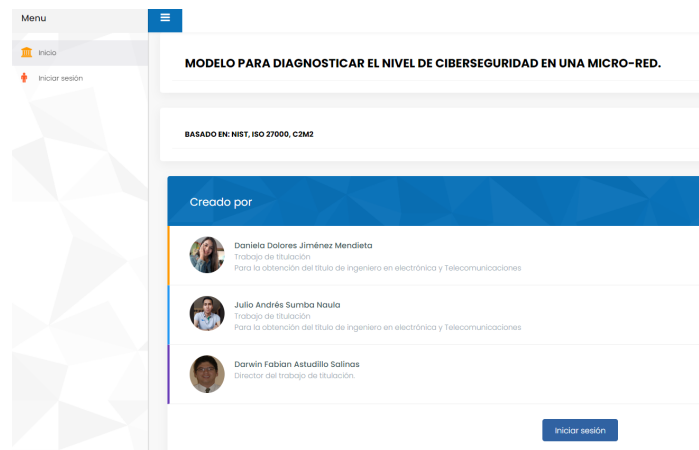 Menu
Inicio
Iniciar sesión
MODELO PARA DIAGNOSTICAR EL NIVEL DE CIBERSEGURIDAD EN UNA MICRO-RED.
BASADO EN: NIST, ISO 27000, C2M2
Creado por
Daniela Dolores Jiménez Mendieta
Trabajo de titulación
Para la obtención del título de ingeniero en electrónica y Telecomunicaciones
Julio Andrés Sumba Naula
Trabajo de titulación
Para la obtención del título de ingeniero en electrónica y Telecomunicaciones
Darwin Fabian Astudillo Salinas
Director del trabajo de titulación.
Iniciar sesión